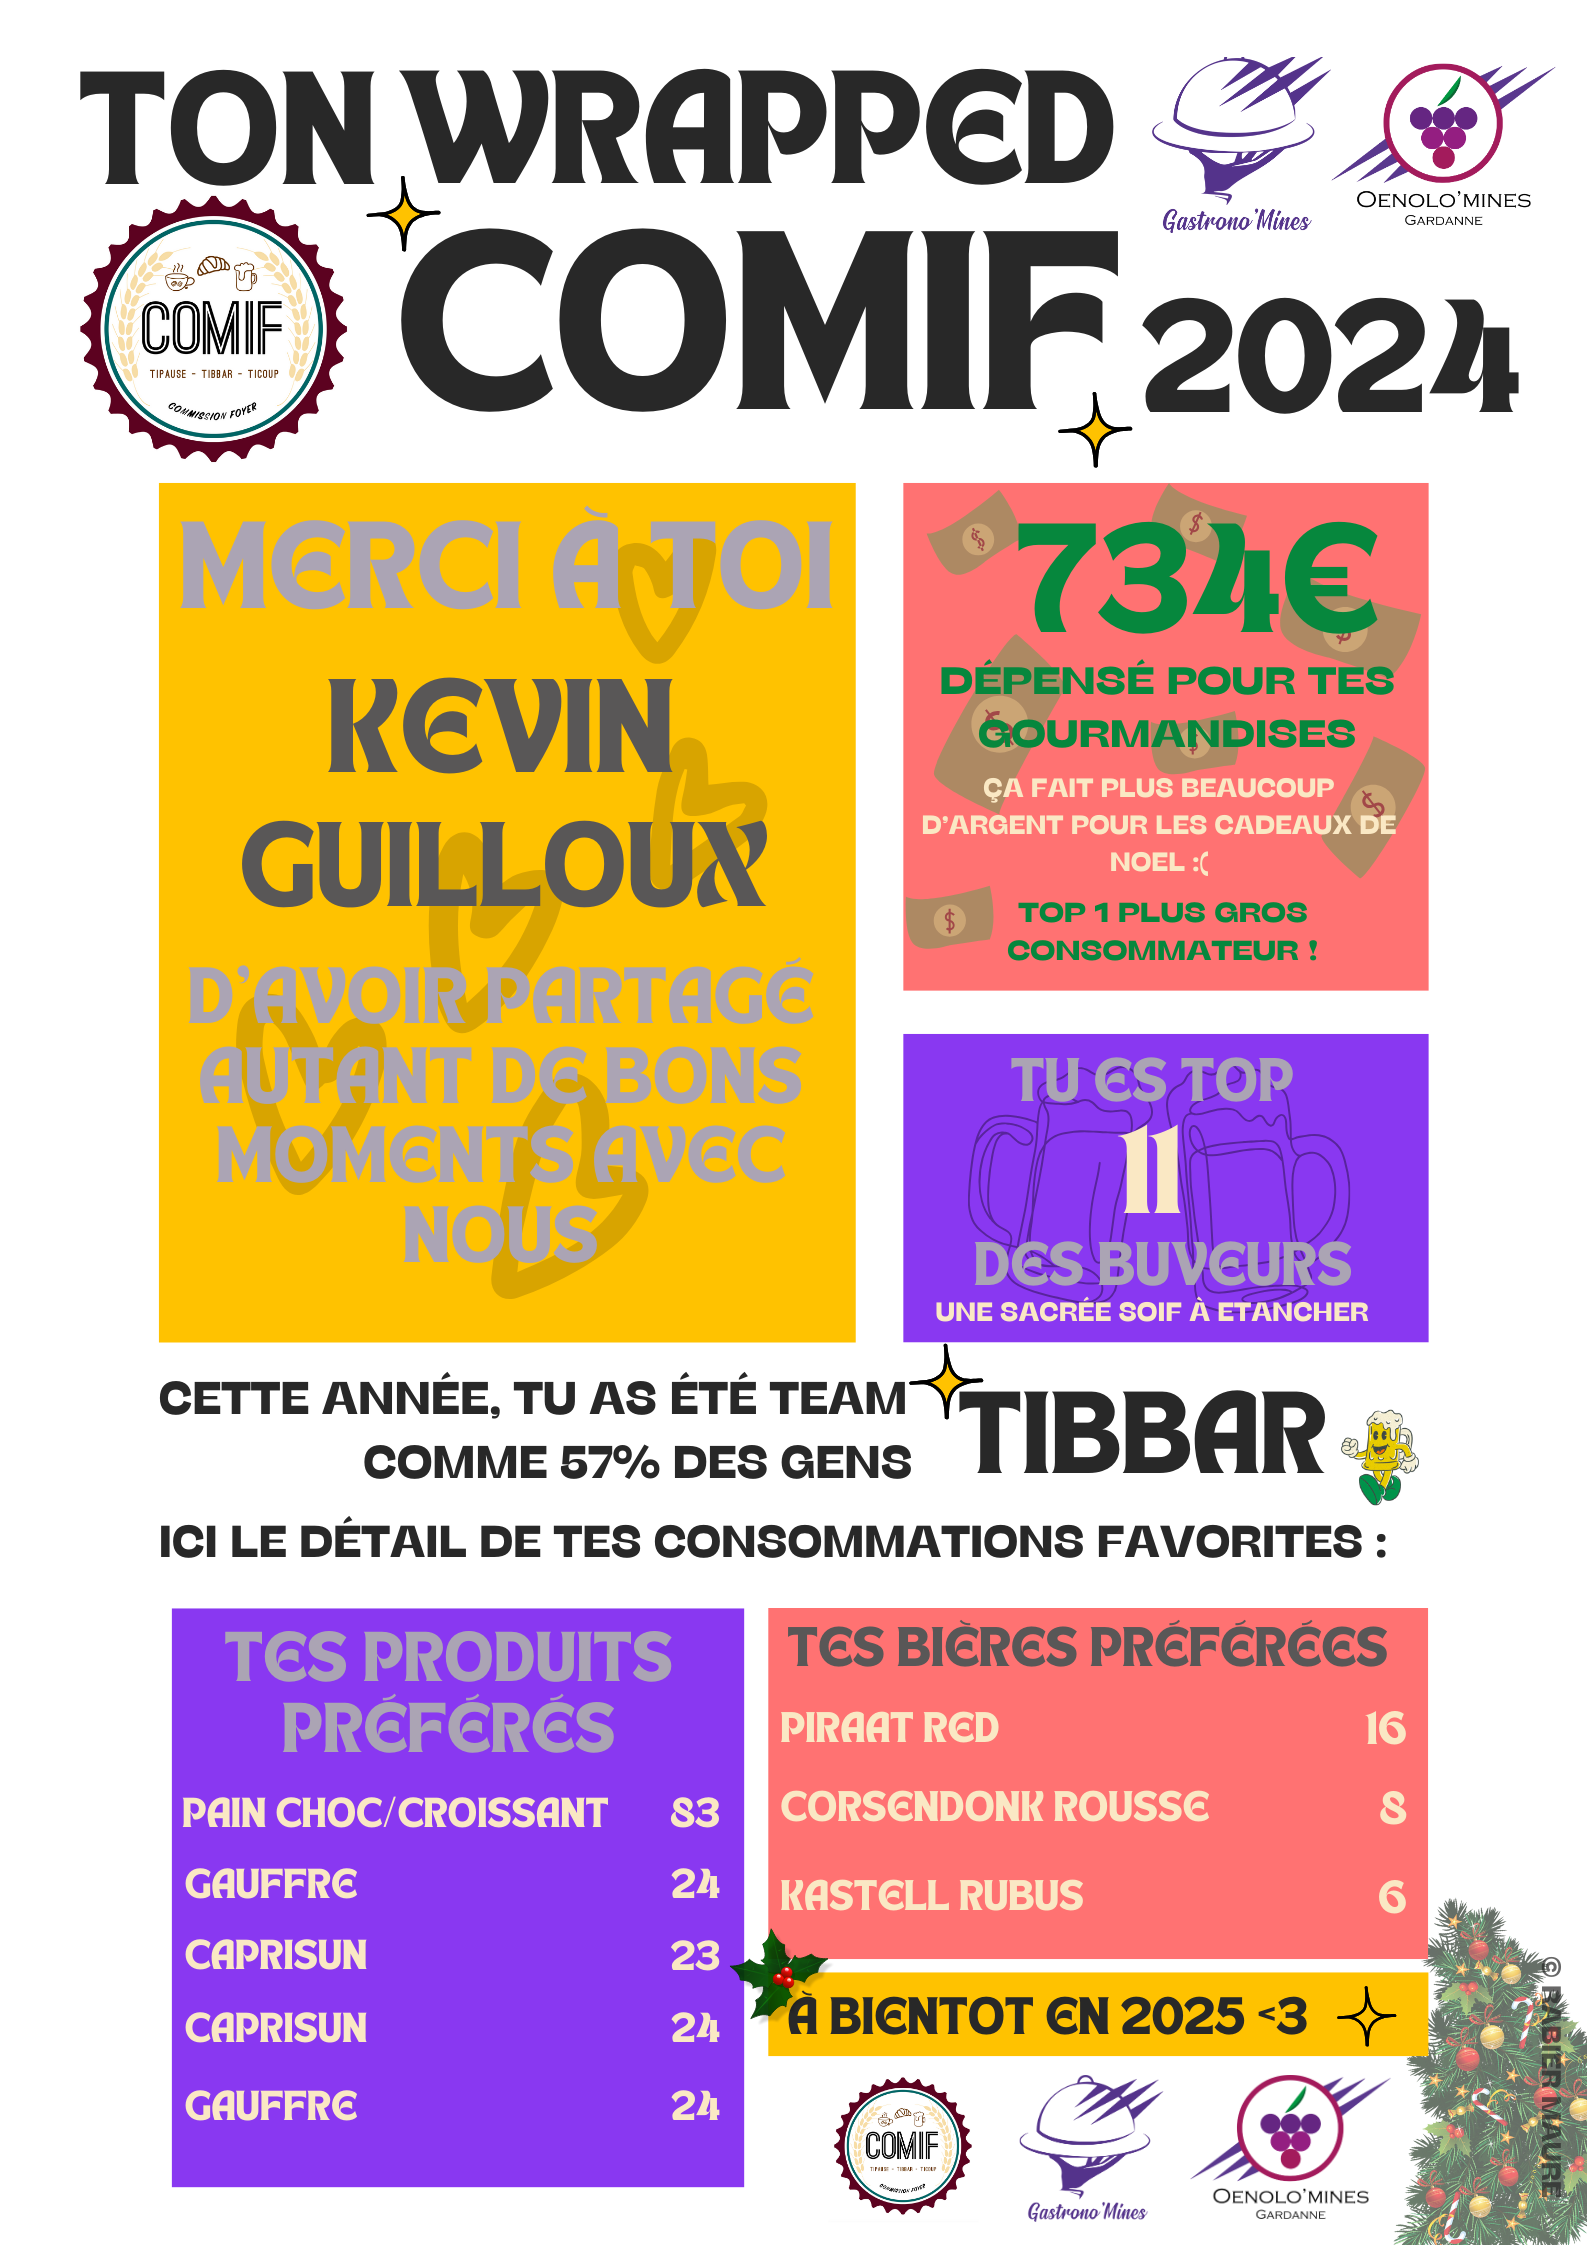 TON WRAPPED
Gastrono'Mines
OENOLO'MINES
GARDANNE
COMIF
TIPAUSE - TIBBAR - TICOUP
COMMISSION FOYER
COMIF 2024
MERCI À TOI
KEVIN
GUILLOUX
D'AVOIR PARTAGÉ
AUTANT DE BONS
MOMENTS AVEC
NOUS
734€
DÉPENSÉ POUR TES
GOURMANDISES
ÇA FAIT PLUS BEAUCOUP
D'ARGENT POUR LES CADEAUX DE
NOEL :(
TOP 1 PLUS GROS
CONSOMMATEUR !
TU ES TOP
11
DES BUVEURS
UNE SACRÉE SOIF À ETANCHER
CETTE ANNÉE, TU AS ÉTÉ TEAM
COMME 57% DES GENS
TIBBAR
ICI LE DÉTAIL DE TES CONSOMMATIONS FAVORITES :
TES PRODUITS
PRÉFÉRÉS
PAIN CHOC/CROISSANT 83
GAUFFRE 24
CAPRISUN 23
CAPRISUN 24
GAUFFRE 24
TES BIÈRES PRÉFÉRÉES
PIRAAT RED 16
CORSENDONK ROUSSE 8
KASTELL RUBUS 6
À BIENTOT EN 2025 <3
COMIF
TIPAUSE - TIBBAR - TICOUP
COMMISSION FOYER
Gastrono'Mines
OENOLO'MINES
GARDANNE
© BABIER MAURE